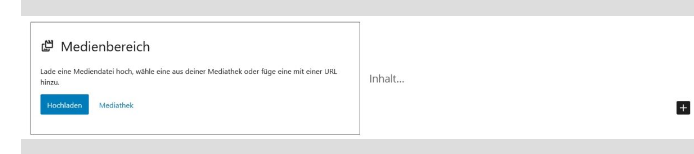 Medienbereich
Lade eine Mediendatei hoch, wähle eine aus deiner Mediathek oder füge eine mit einer URL
hinzu.
Inhalt...
Hochladen Mediathek